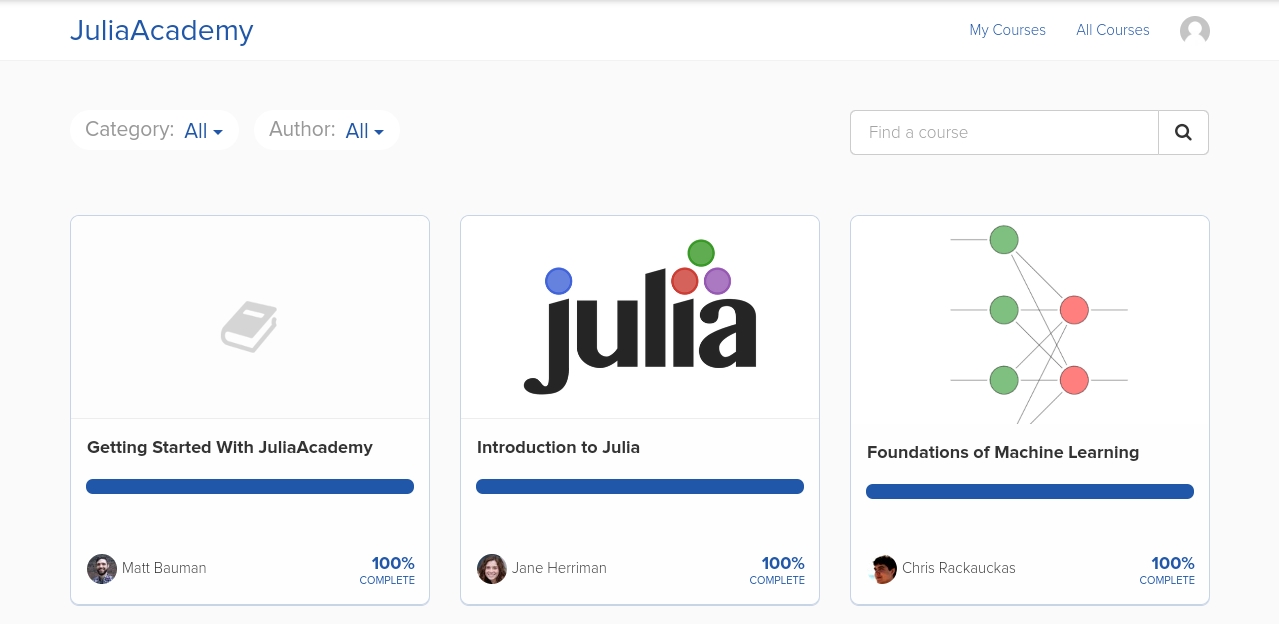 JuliaAcademy
My Courses
All Courses
Category: All
Author: All
Find a course
julia
Getting Started With JuliaAcademy
Matt Bauman
100%
COMPLETE
Introduction to Julia
Jane Herriman
100%
COMPLETE
Foundations of Machine Learning
Chris Rackauckas
100%
COMPLETE